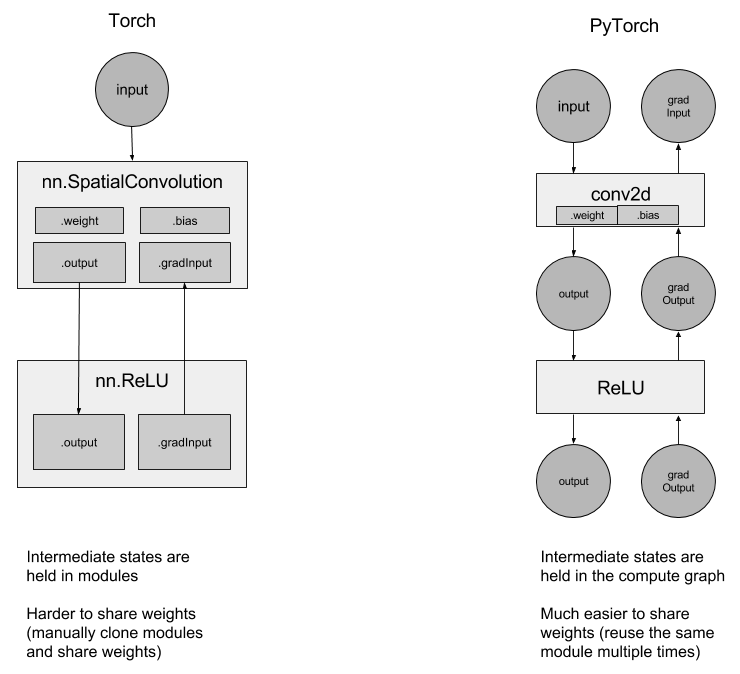 Torch
input
nn.SpatialConvolution
.weight
.bias
.output
.gradInput
nn.ReLU
.output
.gradInput
Intermediate states are
held in modules
Harder to share weights
(manually clone modules
and share weights)
PyTorch
input
grad
Input
conv2d
.weight
.bias
output
grad
Output
ReLU
output
grad
Output
Intermediate states are
held in the compute graph
Much easier to share
weights (reuse the same
module multiple times)